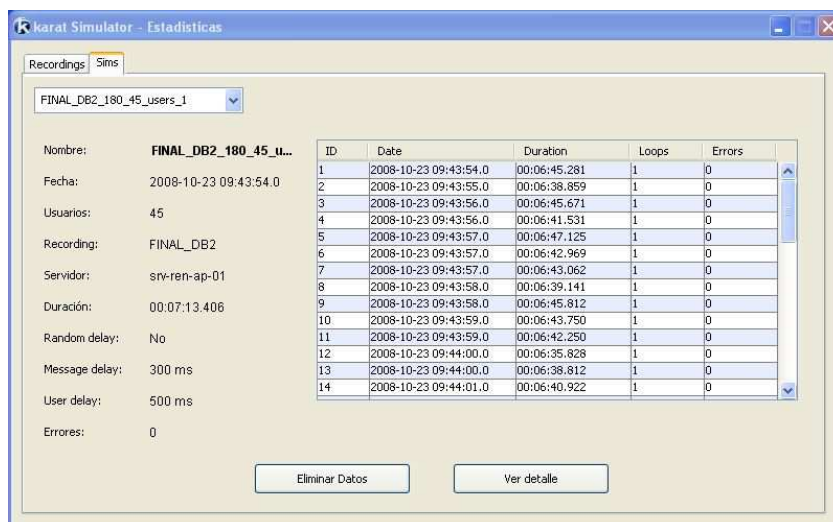 karat Simulator - Estadisticas
Recordings Sims
FINAL_DB2_180_45_users_1
Nombre: FINAL_DB2_180_45_u...
Fecha: 2008-10-23 09:43:54.0
Usuarios: 45
Recording: FINAL_DB2
Servidor: srv-ren-ap-01
Duración: 00:07:13.406
Random delay: No
Message delay: 300 ms
User delay: 500 ms
Errores: 0
ID Date Duration Loops Errors
1 2008-10-23 09:43:54.0 00:06:45.281 1 0
2 2008-10-23 09:43:55.0 00:06:38.859 1 0
3 2008-10-23 09:43:56.0 00:06:45.671 1 0
4 2008-10-23 09:43:56.0 00:06:41.531 1 0
5 2008-10-23 09:43:57.0 00:06:47.125 1 0
6 2008-10-23 09:43:57.0 00:06:42.969 1 0
7 2008-10-23 09:43:57.0 00:06:43.062 1 0
8 2008-10-23 09:43:58.0 00:06:39.141 1 0
9 2008-10-23 09:43:58.0 00:06:45.812 1 0
10 2008-10-23 09:43:59.0 00:06:43.750 1 0
11 2008-10-23 09:43:59.0 00:06:42.250 1 0
12 2008-10-23 09:44:00.0 00:06:35.828 1 0
13 2008-10-23 09:44:00.0 00:06:38.812 1 0
14 2008-10-23 09:44:01.0 00:06:40.922 1 0
Eliminar Datos Ver detalle